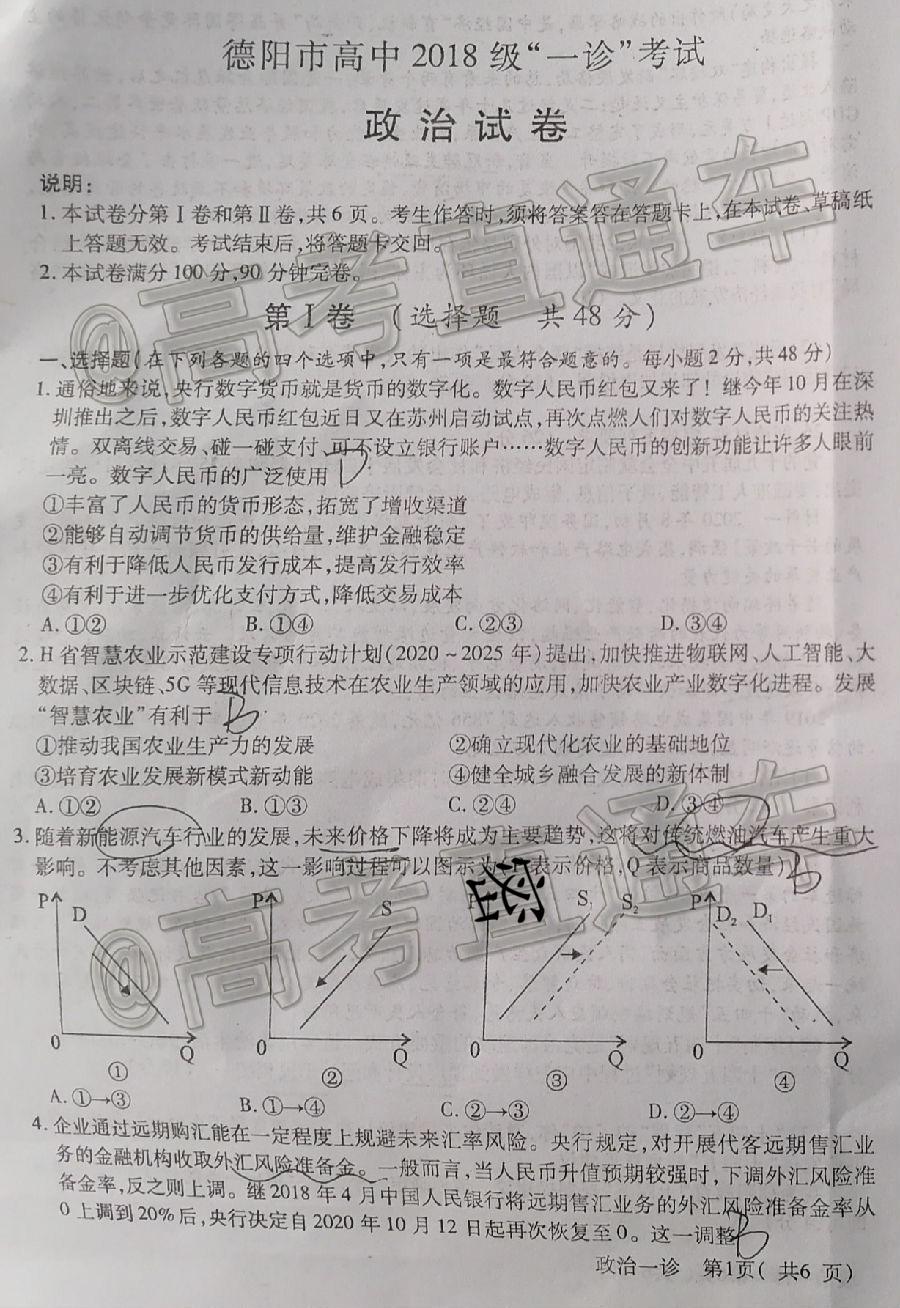 德阳市高中2018级“一诊”考试
政治试卷
说明：
1.本试卷分第Ⅰ卷和第Ⅱ卷,共6页。考生作答时,须将答案答在答题卡上,在本试卷、草稿纸
上答题无效。考试结束后,将答题卡交回。
2.本试卷满分100分,90分钟完卷。
第Ⅰ卷 (选择题 共48分)
一、选择题(在下列各题的四个选项中,只有一项是最符合题意的。每小题2分,共48分)
1.通俗地来说,央行数字货币就是货币的数字化。数字人民币红包又来了！继今年10月在深
圳推出之后,数字人民币红包近日又在苏州启动试点,再次点燃人们对数字人民币的关注热
情。双离线交易、碰一碰支付、可不设立银行账户……数字人民币的创新功能让许多人眼前
一亮。数字人民币的广泛使用 D
①丰富了人民币的货币形态,拓宽了增收渠道
②能够自动调节货币的供给量,维护金融稳定
③有利于降低人民币发行成本,提高发行效率
④有利于进一步优化支付方式,降低交易成本
A.①② B.①④ C.②③ D.③④
2.H省智慧农业示范建设专项行动计划(2020~2025年)提出,加快推进物联网、人工智能、大
数据、区块链、5G等现代信息技术在农业生产领域的应用,加快农业产业数字化进程。发展
“智慧农业”有利于 B
①推动我国农业生产力的发展 ②确立现代化农业的基础地位
③培育农业发展新模式新动能 ④健全城乡融合发展的新体制
A.①② B.①③ C.②④ D.③④
3.随着新能源汽车行业的发展,未来价格下降将成为主要趋势,这将对传统燃油汽车产生重大
影响。不考虑其他因素,这一影响过程可以图示为 表示价格,Q表示商品数量) B
P D 0 Q ①
P S 0 Q ②
密
S₁ S₂ 0 Q ③
P D₂ D₁ 0 Q ④
A.①→③ B.①→④ C.②→③ D.②→④
4.企业通过远期购汇能在一定程度上规避未来汇率风险。央行规定,对开展代客远期售汇业
务的金融机构收取外汇风险准备金。一般而言,当人民币升值预期较强时,下调外汇风险准
备金率,反之则上调。继2018年4月中国人民银行将远期售汇业务的外汇风险准备金率从
0上调到20%后,央行决定自2020年10月12日起再次恢复至0。这一调整 B
政治一诊 第1页(共6页)
@高考直通车
@高考直通车